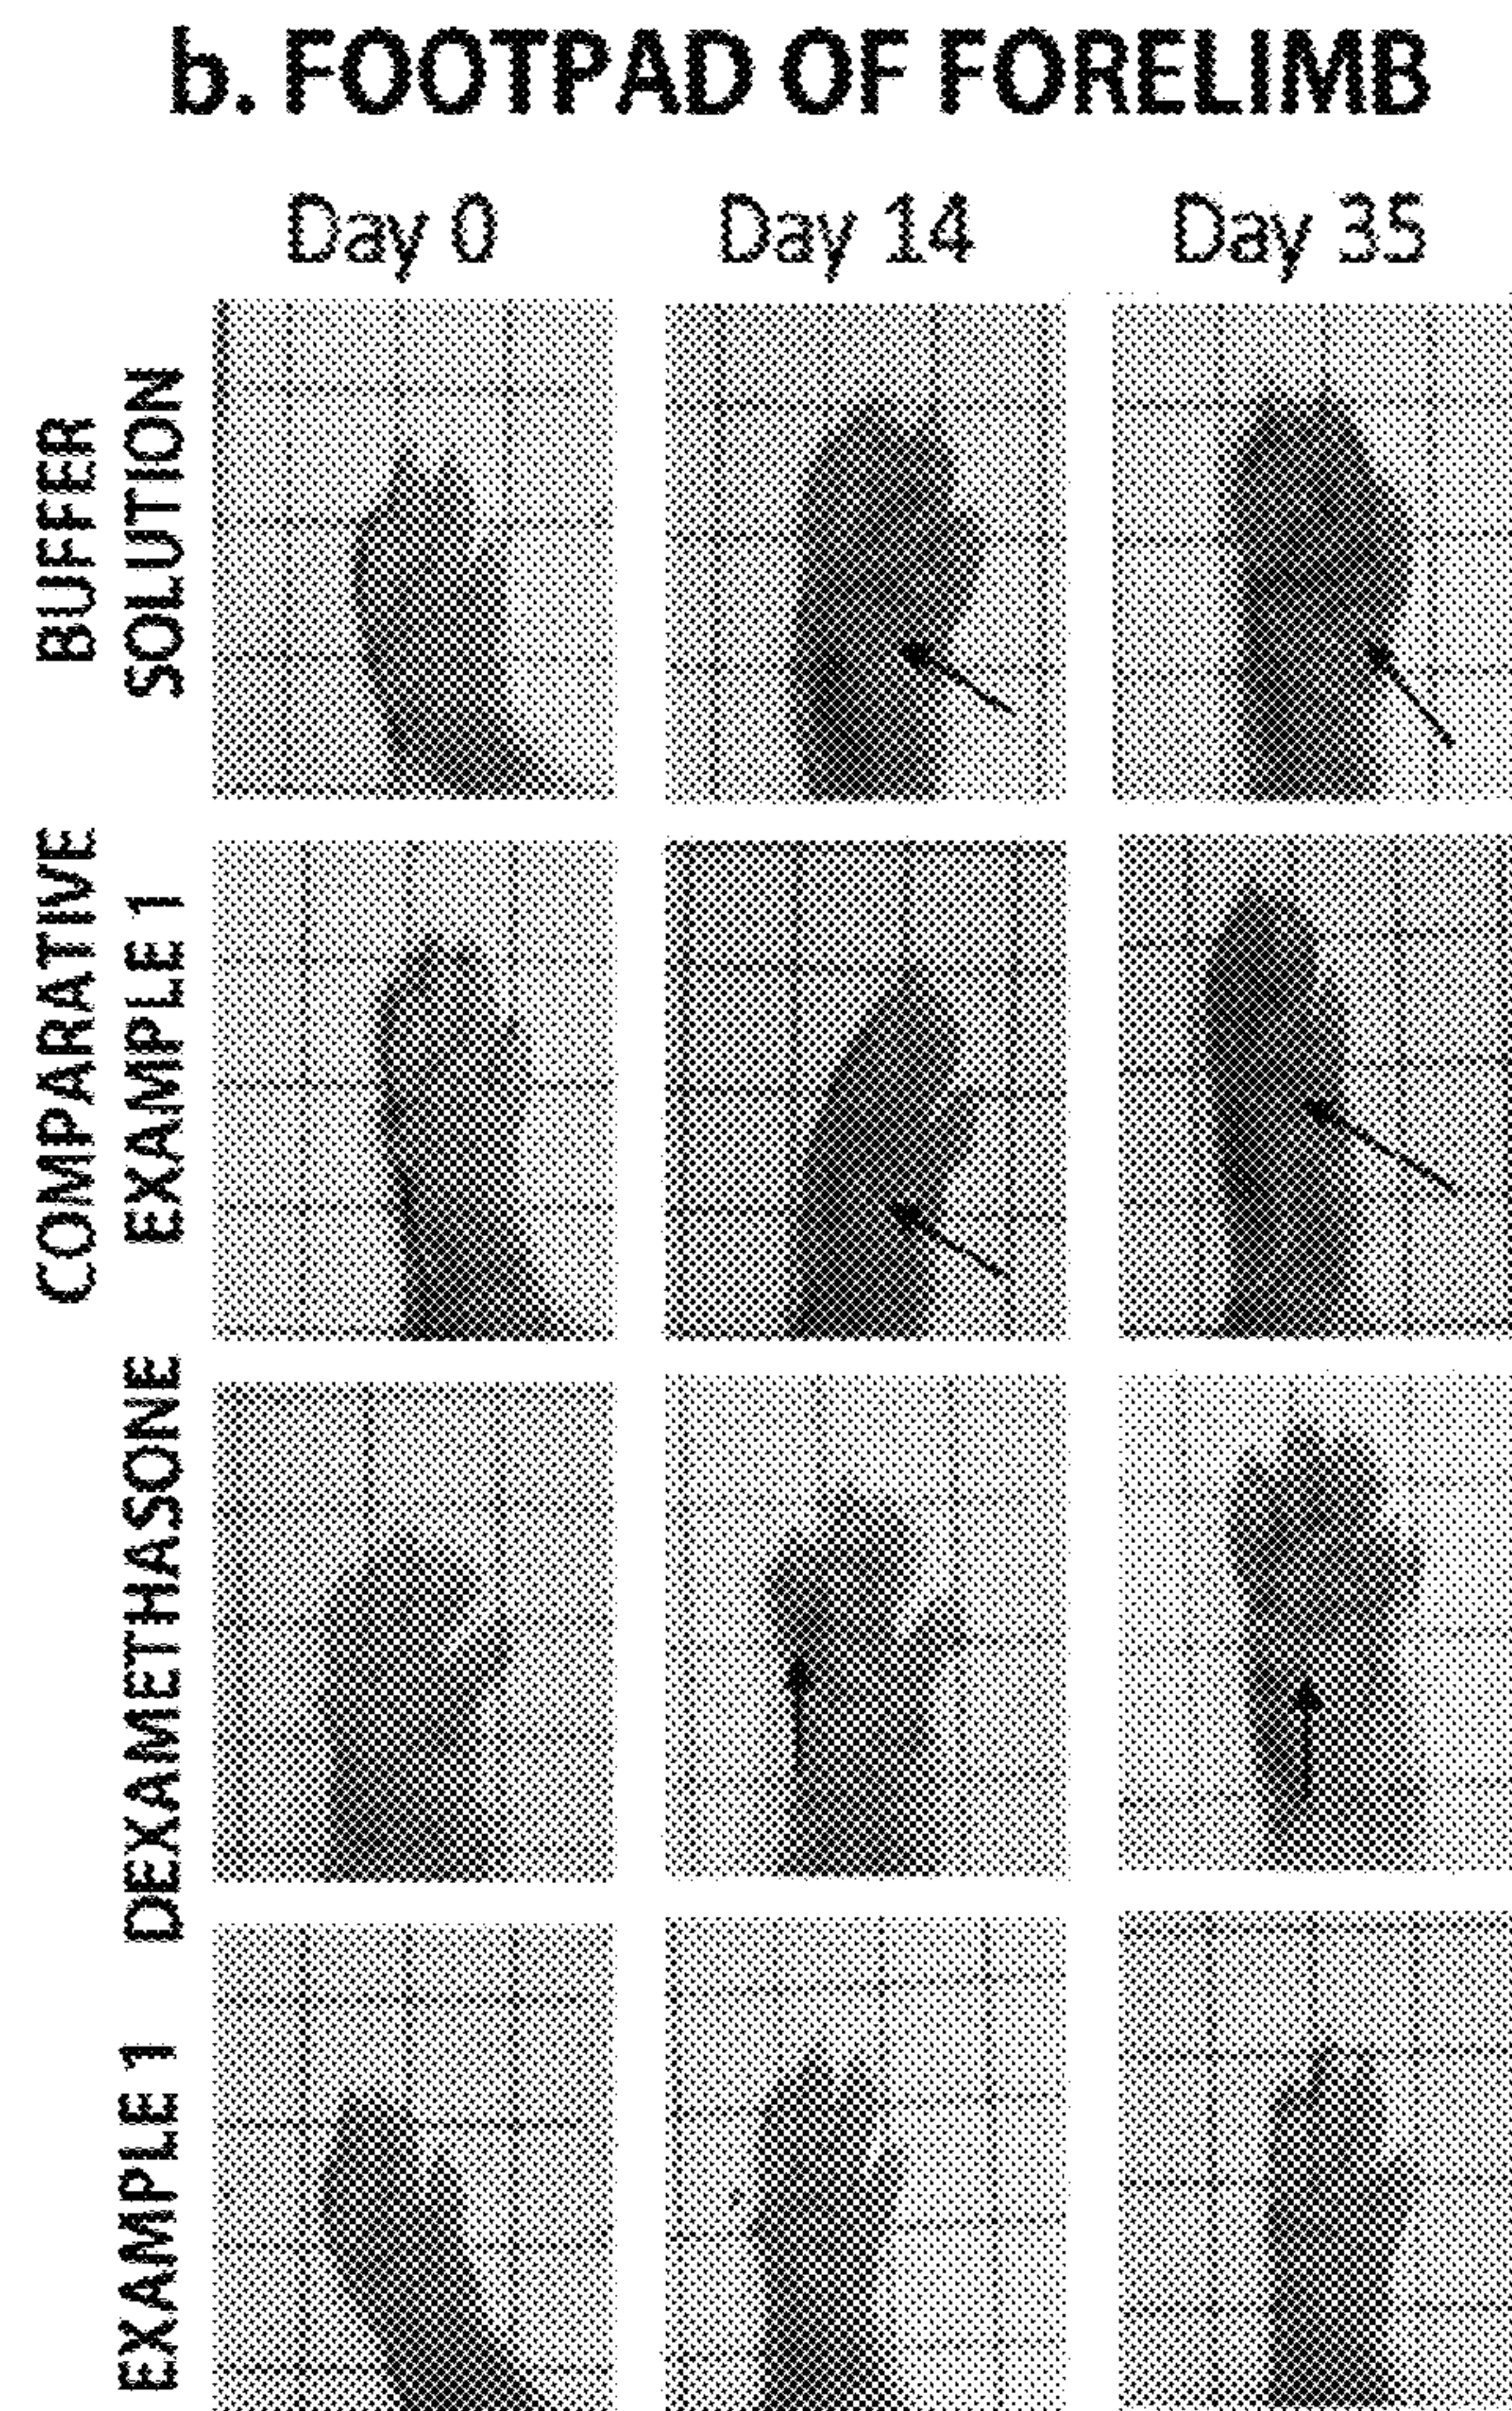 b. FOOTPAD OF FORELIMB
Day 0 Day 14 Day 35
BUFFER
SOLUTION
COMPARATIVE
EXAMPLE 1
DEXAMETHASONE
EXAMPLE 1